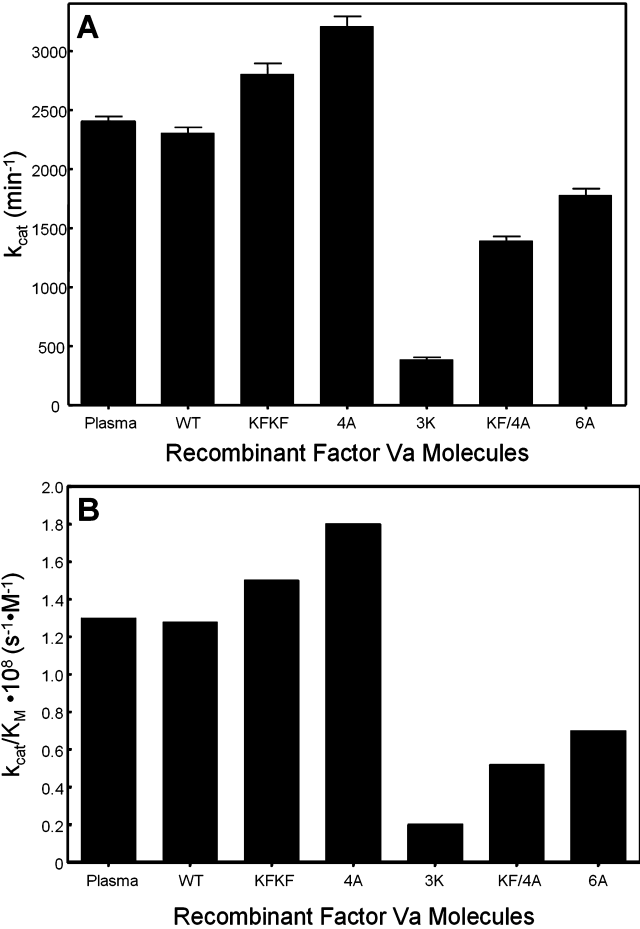 A
3000
2500
2000
1500
1000
500
0
kcat (min-1)
Plasma WT KFKF 4A 3K KF/4A 6A
Recombinant Factor Va Molecules
B
2.0
1.8
1.6
1.4
1.2
1.0
0.8
0.6
0.4
0.2
0
kcat/KM •10⁸ (s-1•M-1)
Plasma WT KFKF 4A 3K KF/4A 6A
Recombinant Factor Va Molecules